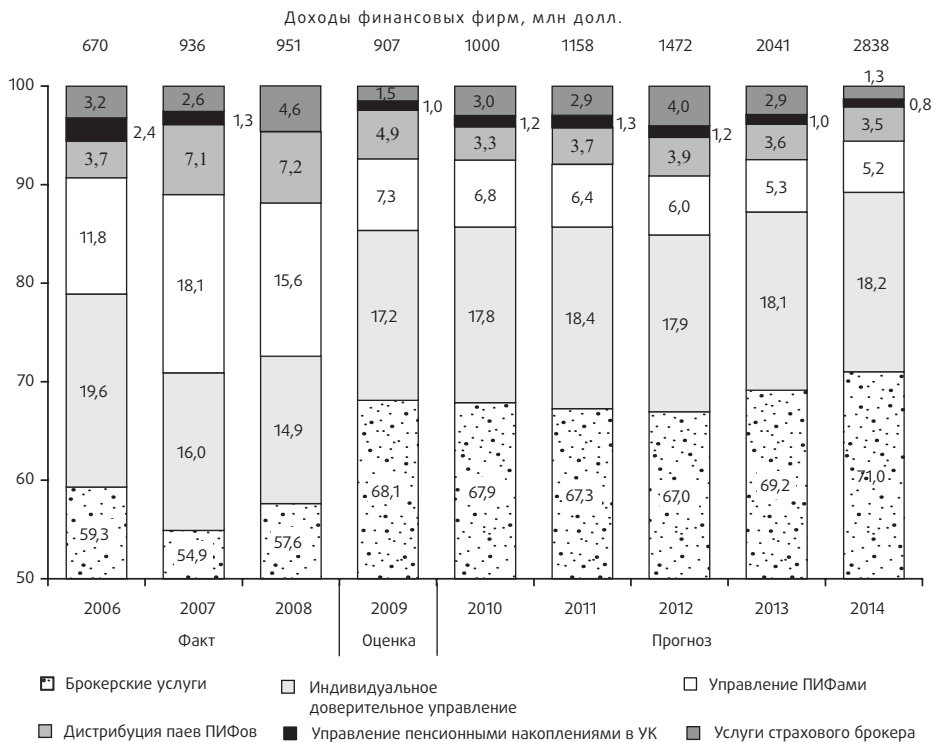 Доходы финансовых фирм, млн долл.
670 936 951 907 1000 1158 1472 2041 2838
100
90
80
70
60
50
3,2 2,6 4,6 1,5 3,0 2,9 4,0 2,9 1,3
2,4 1,3 1,0 1,2 1,3 1,2 1,0 0,8
3,7 7,1 7,2 4,9 3,3 3,7 3,9 3,6 3,5
11,8 18,1 15,6 7,3 6,8 6,4 6,0 5,3 5,2
19,6 16,0 14,9 17,2 17,8 18,4 17,9 18,1 18,2
59,3 54,9 57,6 68,1 67,9 67,3 67,0 69,2 71,0
2006 2007 2008 2009 2010 2011 2012 2013 2014
Факт Оценка Прогноз
Брокерские услуги
Индивидуальное
доверительное управление
Управление ПИФами
Дистрибуция паев ПИФов
Управление пенсионными накоплениями в УК
Услуги страхового брокера